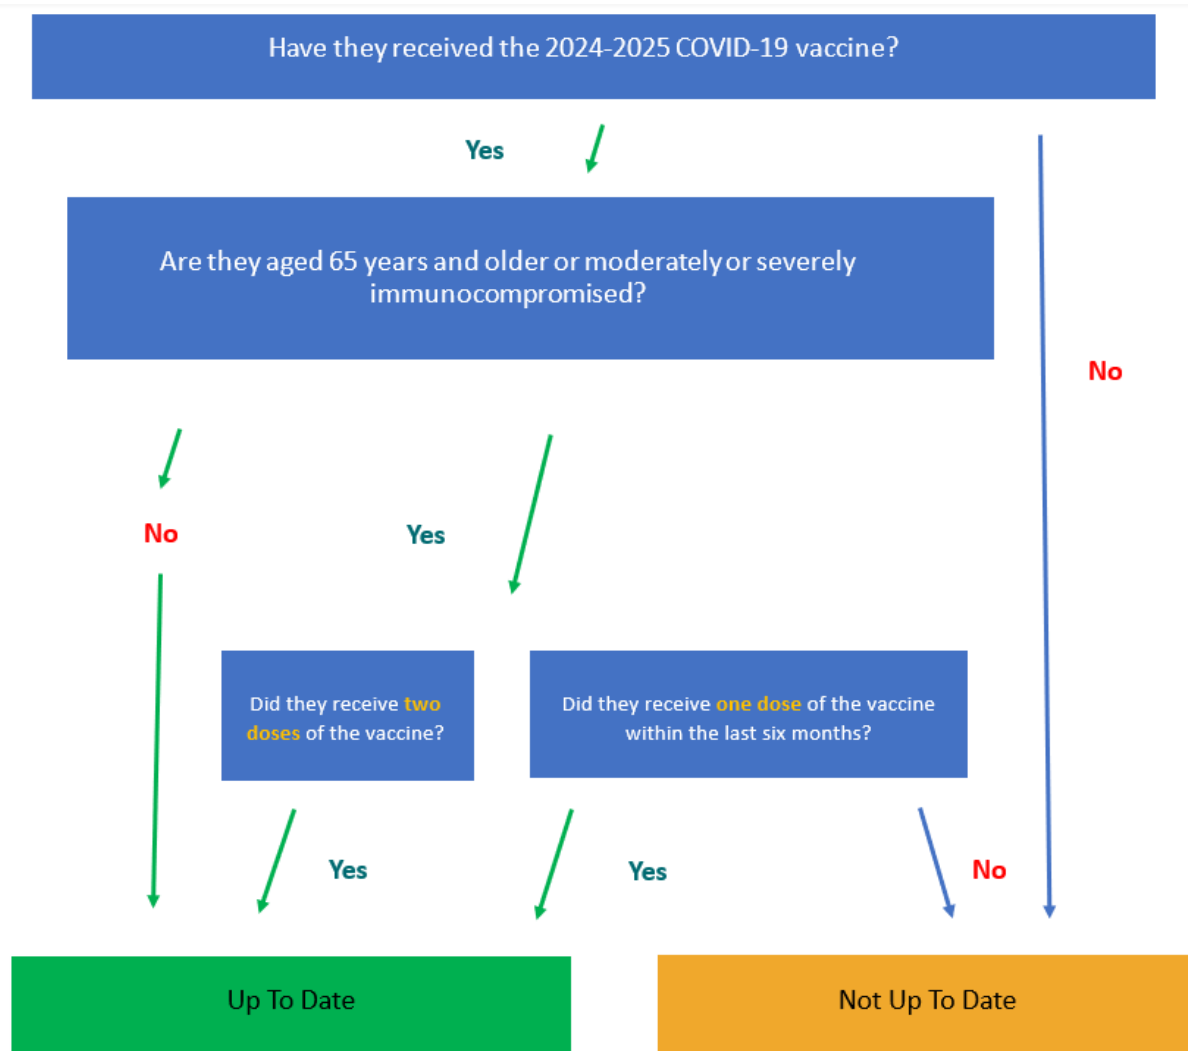 Have they received the 2024-2025 COVID-19 vaccine?
Yes
Are they aged 65 years and older or moderately or severely
immunocompromised?
No
No
Yes
Did they receive two
doses of the vaccine?
Did they receive one dose of the vaccine
within the last six months?
Yes
Yes
No
Up To Date
Not Up To Date